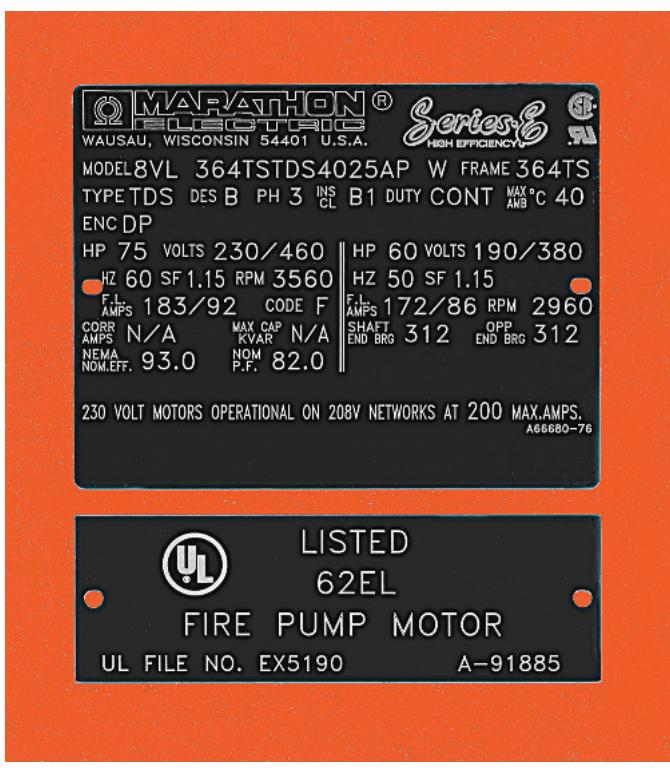 MARATHON ® Series-E
ELECTRIC HIGH EFFICIENCY
WAUSAU, WISCONSIN 54401 U.S.A.
MODEL 8VL 364TSTDS4025AP W FRAME 364TS
TYPE TDS DES B PH 3 INS CL B1 DUTY CONT MAX AMB °C 40
ENC DP
HP 75 VOLTS 230/460 HP 60 VOLTS 190/380
HZ 60 SF 1.15 RPM 3560 HZ 50 SF 1.15
F.L. AMPS 183/92 CODE F F.L. AMPS 172/86 RPM 2960
CORR AMPS N/A MAX CAP KVAR N/A SHAFT END BRG 312 OPP END BRG 312
NEMA NOM.EFF. 93.0 NOM P.F. 82.0
230 VOLT MOTORS OPERATIONAL ON 208V NETWORKS AT 200 MAX.AMPS.
A66680-76
UL LISTED
62EL
FIRE PUMP MOTOR
UL FILE NO. EX5190 A-91885